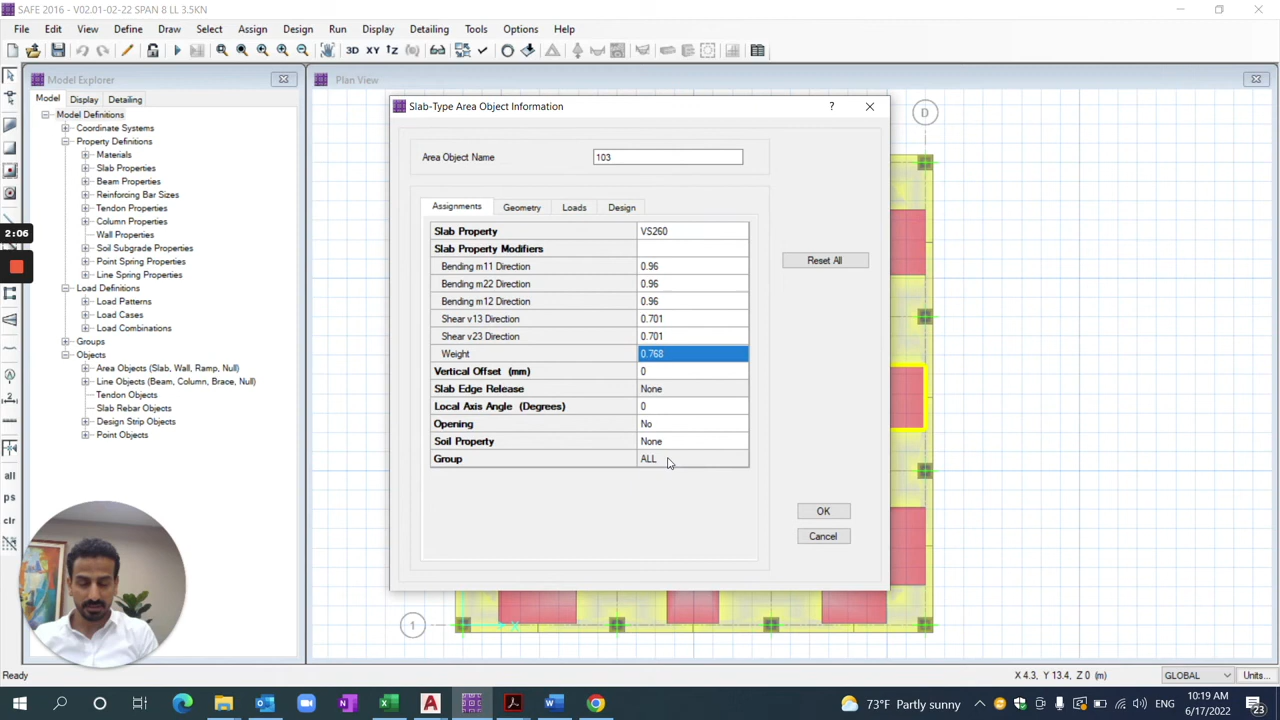 SAFE 2016 - V02.01-02-22 SPAN 8 LL 3.5KN
File Edit View Define Draw Select Assign Design Run Display Detailing Tools Options Help
3D XY
Model Explorer
Model Display Detailing
Model Definitions
Coordinate Systems
Property Definitions
Materials
Slab Properties
Beam Properties
Reinforcing Bar Sizes
Tendon Properties
Column Properties
Wall Properties
Soil Subgrade Properties
Point Spring Properties
Line Spring Properties
Load Definitions
Load Patterns
Load Cases
Load Combinations
Groups
Objects
Area Objects (Slab, Wall, Ramp, Null)
Line Objects (Beam, Column, Brace, Null)
Tendon Objects
Slab Rebar Objects
Design Strip Objects
Point Objects
2:06
all
ps
clr
Plan View
D
1
X
Slab-Type Area Object Information
?
Area Object Name 103
Assignments Geometry Loads Design
Slab Property VS260
Slab Property Modifiers
Bending m11 Direction 0.96
Bending m22 Direction 0.96
Bending m12 Direction 0.96
Shear v13 Direction 0.701
Shear v23 Direction 0.701
Weight 0.768
Vertical Offset (mm) 0
Slab Edge Release None
Local Axis Angle (Degrees) 0
Opening No
Soil Property None
Group ALL
Reset All
OK
Cancel
Ready
X 4.3, Y 13.4, Z 0 (m)
GLOBAL
Units...
73°F Partly sunny
ENG
10:19 AM
6/17/2022
23